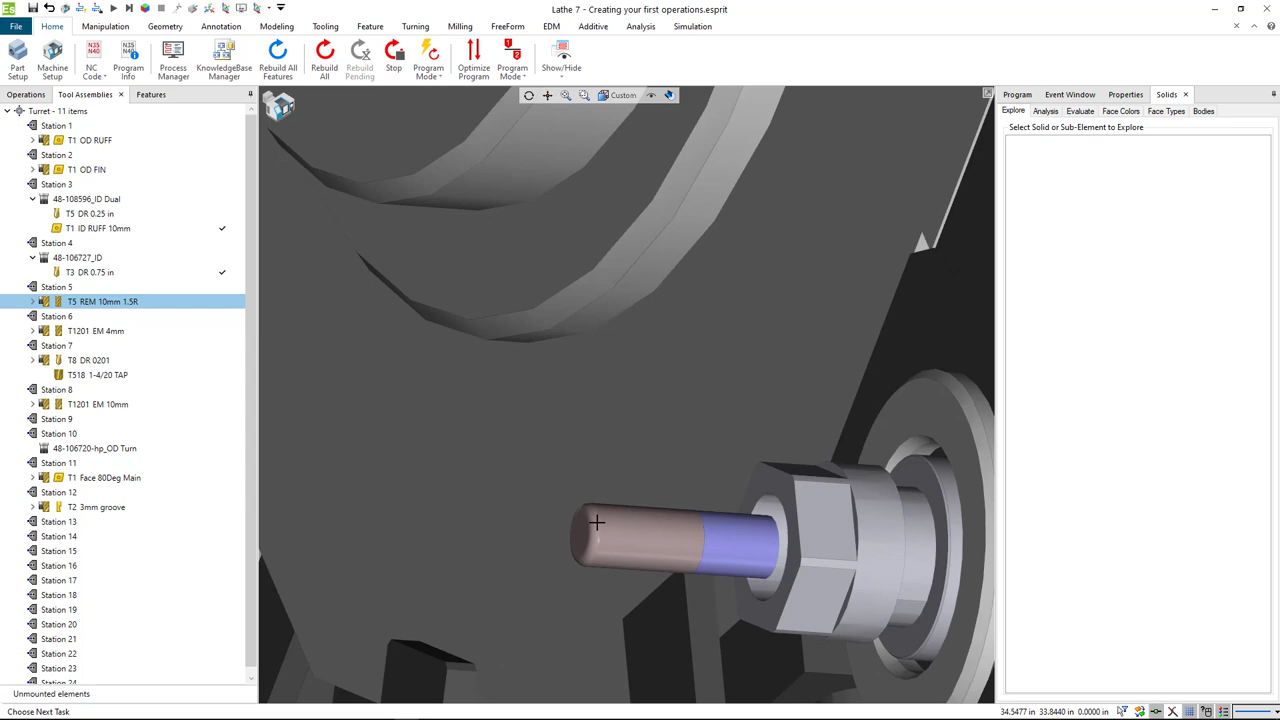 Lathe 7 - Creating your first operations.esprit
File Home Manipulation Geometry Annotation Modeling Tooling Feature Turning Milling FreeForm EDM Additive Analysis Simulation
Part Setup
Machine Setup
N35 N40
NC Code
Program Info
Process Manager
KnowledgeBase Manager
Rebuild All Features
Rebuild All
Rebuild Pending
Stop
Program Mode
Optimize Program
Program Mode
Show/Hide
Operations Tool Assemblies Features
Turret - 11 items
Station 1
T1 OD RUFF
Station 2
T1 OD FIN
Station 3
48-108596_ID Dual
T5 DR 0.25 in
T1 ID RUFF 10mm
Station 4
48-106727_ID
T3 DR 0.75 in
Station 5
T5 REM 10mm 1.5R
Station 6
T1201 EM 4mm
Station 7
T8 DR 0201
T518 1-4/20 TAP
Station 8
T1201 EM 10mm
Station 9
Station 10
48-106720-hp_OD Turn
Station 11
T1 Face 80Deg Main
Station 12
T2 3mm groove
Station 13
Station 14
Station 15
Station 16
Station 17
Station 18
Station 19
Station 20
Station 21
Station 22
Station 23
Station 24
Unmounted elements
Choose Next Task
Custom
Program Event Window Properties Solids
Explore Analysis Evaluate Face Colors Face Types Bodies
Select Solid or Sub-Element to Explore
34.5477 33.8440 0.0000 in